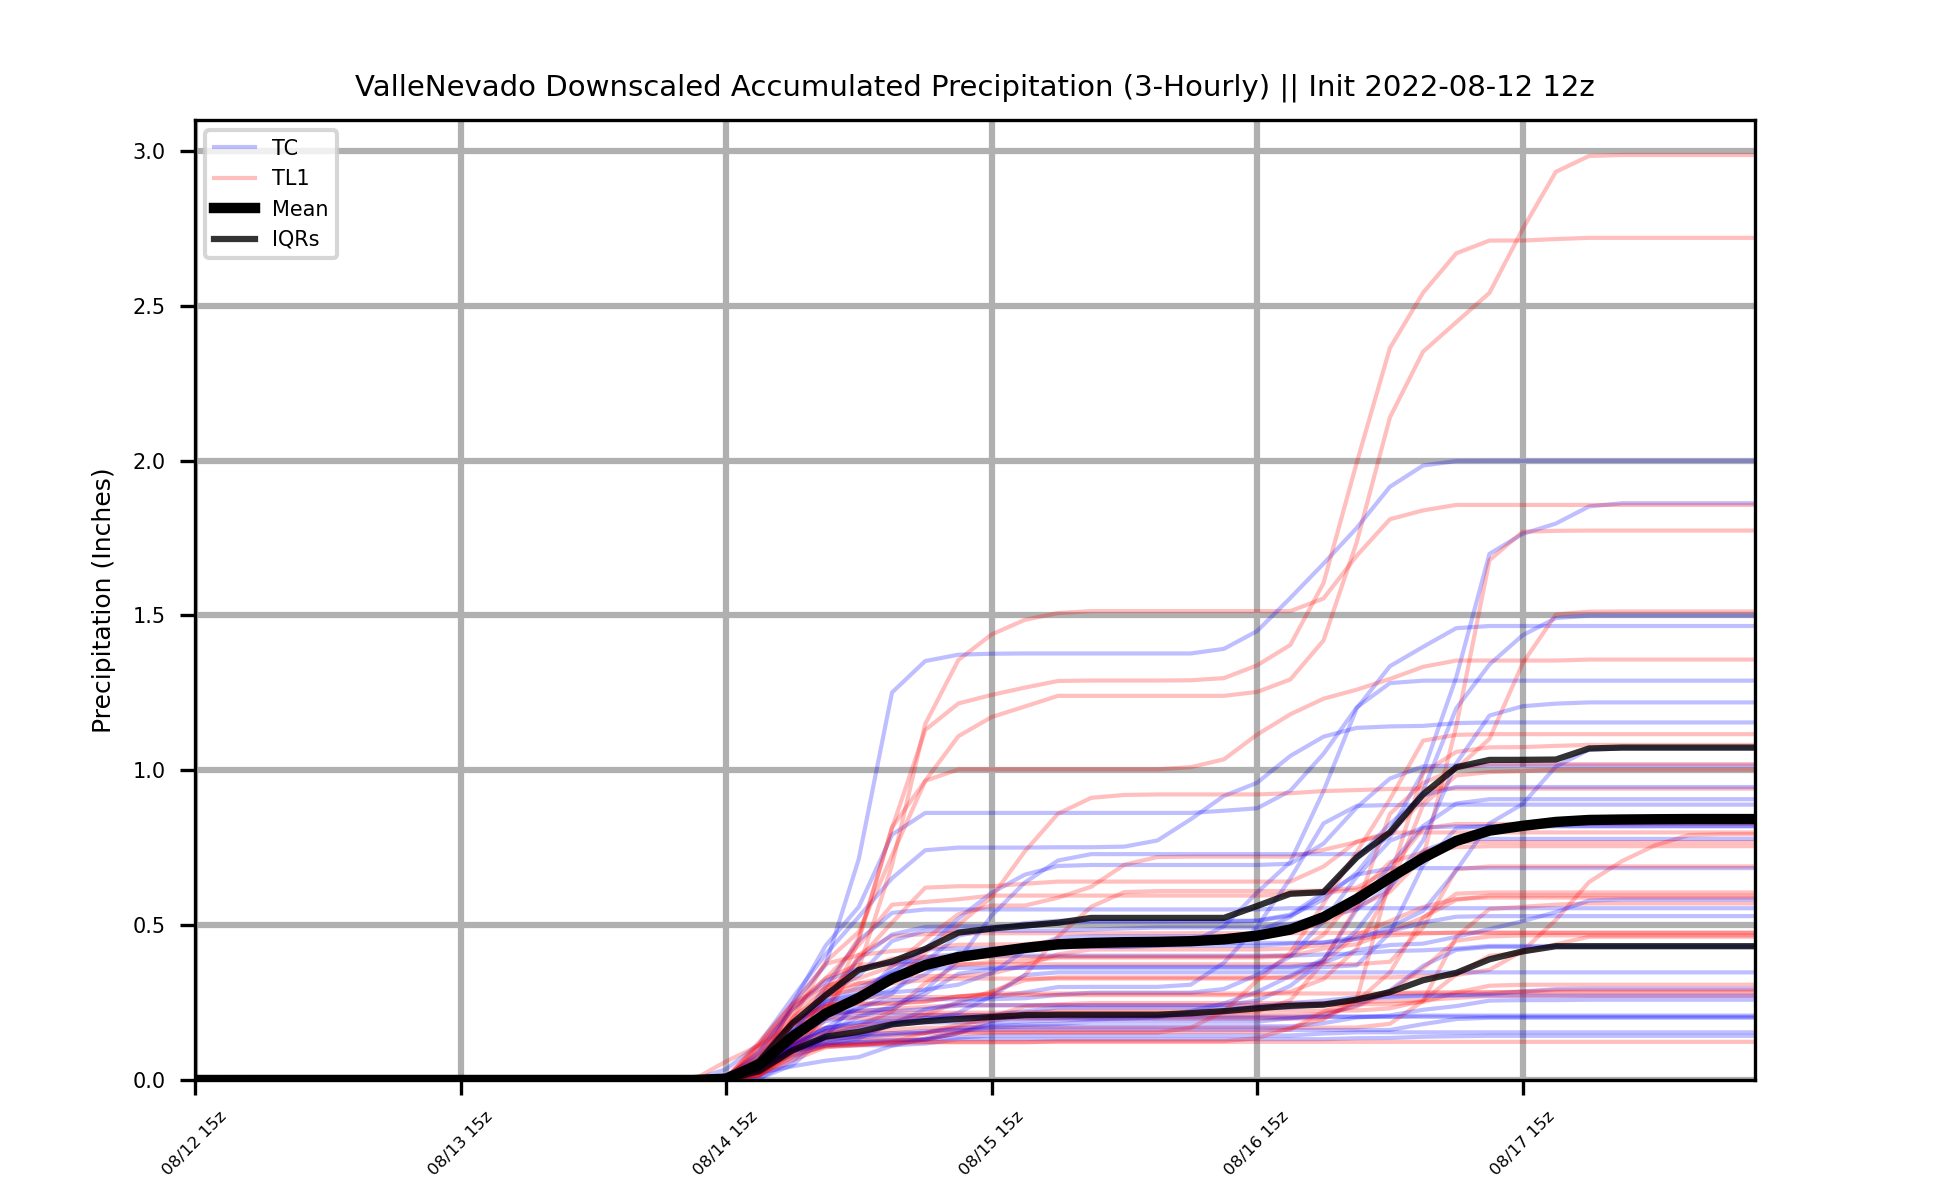 ValleNevado Downscaled Accumulated Precipitation (3-Hourly) || Init 2022-08-12 12z
TC
TL1
Mean
IQRs
Precipitation (Inches)
3.0
2.5
2.0
1.5
1.0
0.5
0.0
08/12 15z
08/13 15z
08/14 15z
08/15 15z
08/16 15z
08/17 15z